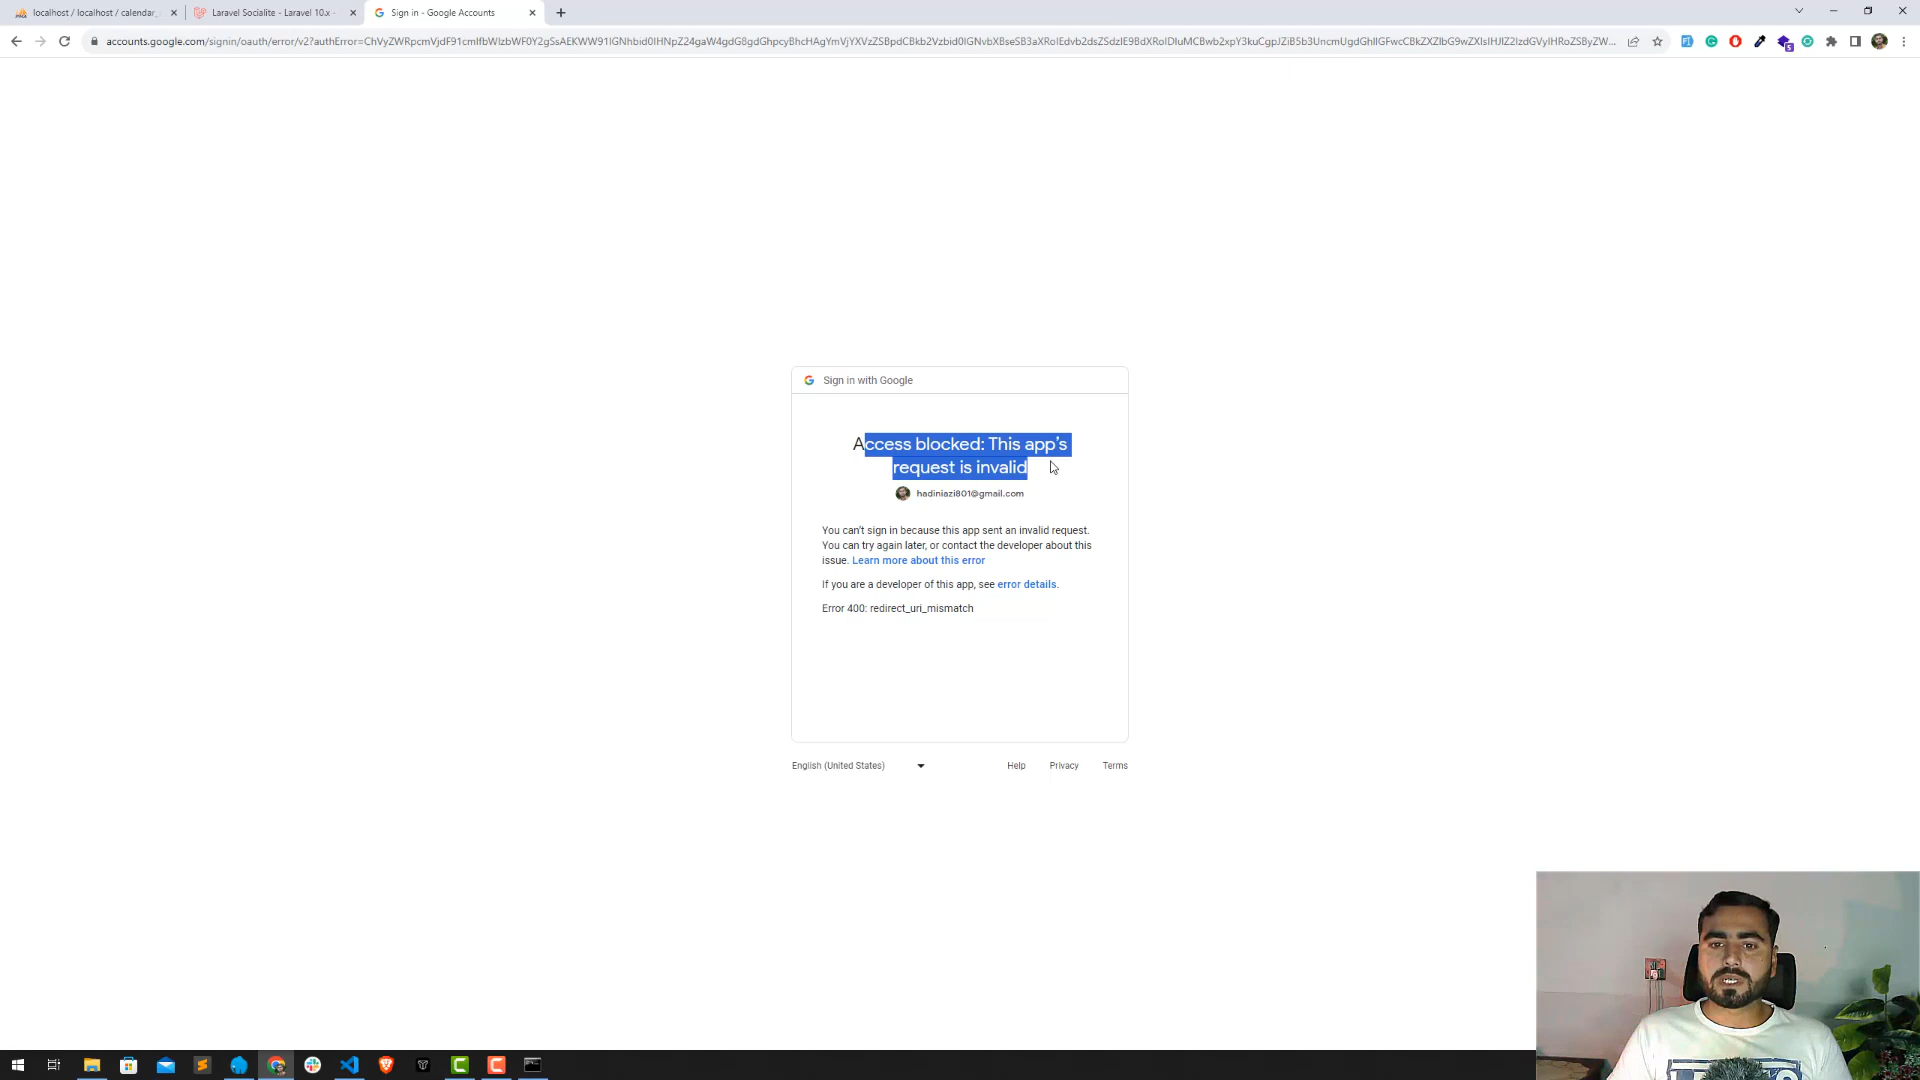 localhost / localhost / calendar_
Laravel Socialite - Laravel 10.x -
Sign in - Google Accounts
Sign in with Google
Access blocked: This app's
request is invalid
hadiniazi801@gmail.com
You can't sign in because this app sent an invalid request.
You can try again later, or contact the developer about this
issue. Learn more about this error
If you are a developer of this app, see error details.
Error 400: redirect_uri_mismatch
English (United States)
Help
Privacy
Terms